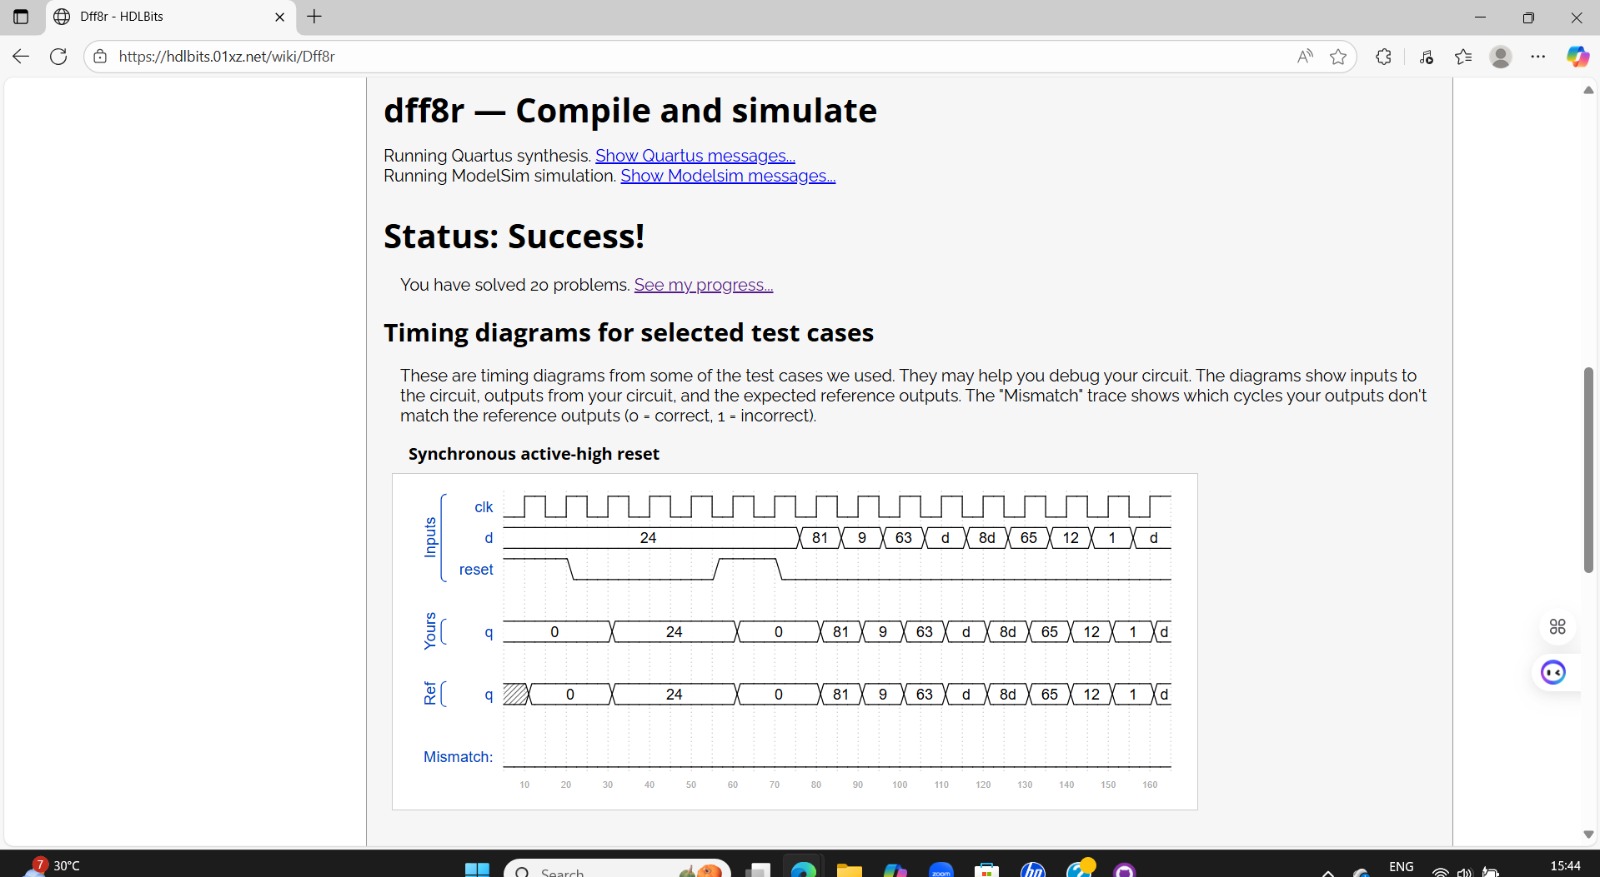 Dff8r - HDLBits
https://hdlbits.01xz.net/wiki/Dff8r
dff8r — Compile and simulate
Running Quartus synthesis. Show Quartus messages...
Running ModelSim simulation. Show Modelsim messages...
Status: Success!
You have solved 20 problems. See my progress...
Timing diagrams for selected test cases
These are timing diagrams from some of the test cases we used. They may help you debug your circuit. The diagrams show inputs to
the circuit, outputs from your circuit, and the expected reference outputs. The "Mismatch" trace shows which cycles your outputs don't
match the reference outputs (0 = correct, 1 = incorrect).
Synchronous active-high reset
Inputs
clk
d 24 81 9 63 d 8d 65 12 1 d
reset
Yours q 0 24 0 81 9 63 d 8d 65 12 1 d
Ref q 0 24 0 81 9 63 d 8d 65 12 1 d
Mismatch:
10 20 30 40 50 60 70 80 90 100 110 120 130 140 150 160
7 30°C
Search
zoom
hp
ENG
15:44